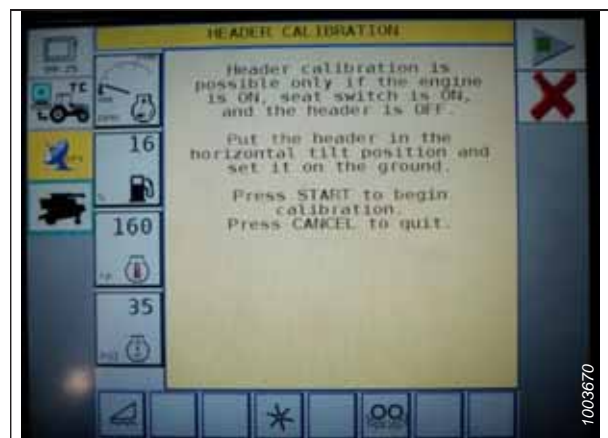 HEADER CALIBRATION
Header calibration is
possible only if the engine
is ON, seat switch is ON,
and the header is OFF.
Put the header in the
horizontal tilt position and
set it on the ground.
Press START to begin
calibration.
Press CANCEL to quit.
TC
16
160
35
1003670